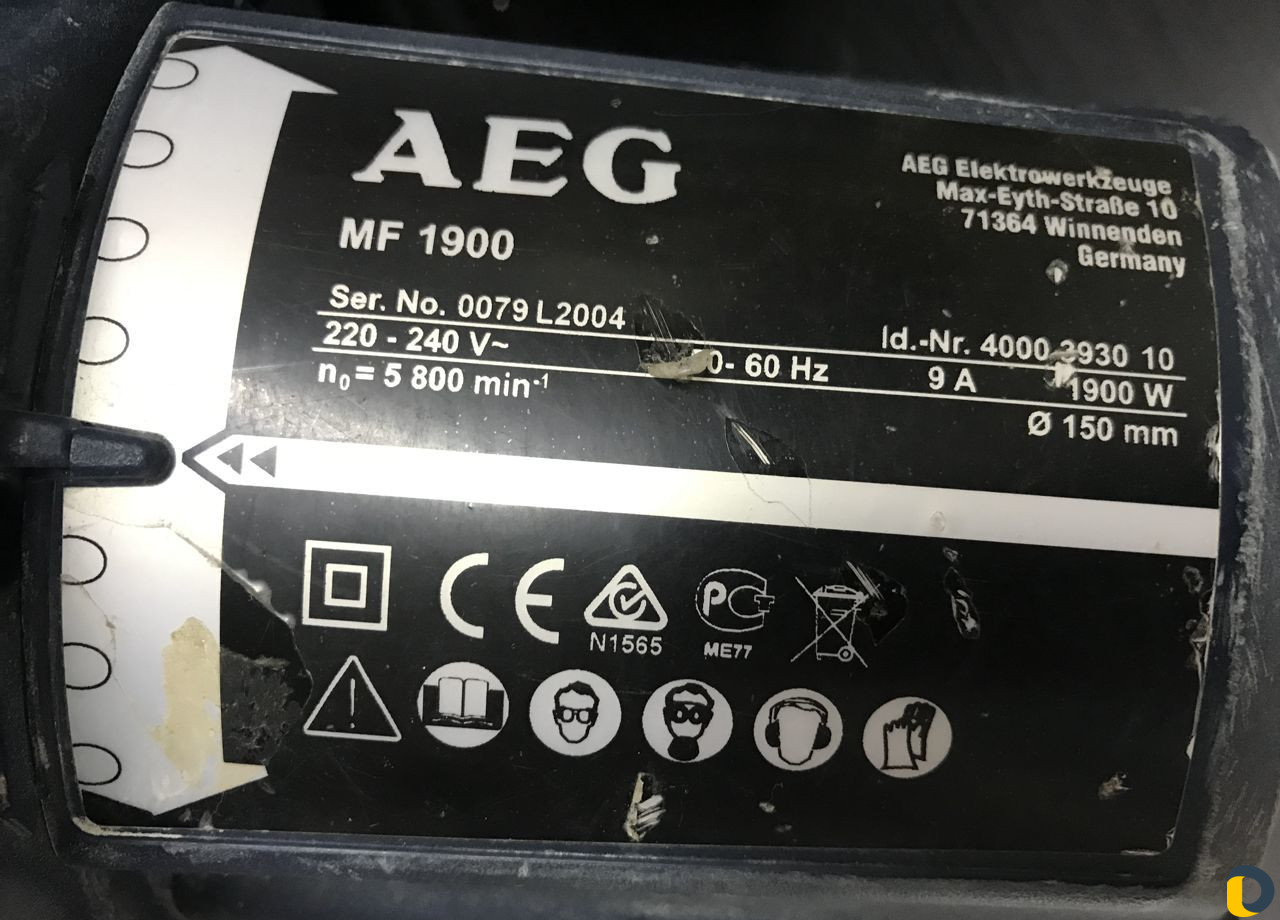 AEG
MF 1900
AEG Elektrowerkzeuge
Max-Eyth-Straße 10
71364 Winnenden
Germany
Ser. No. 0079 L2004
Id.-Nr. 4000 3930 10
220 - 240 V~ 0- 60 Hz 9 A 1900 W
n₀ = 5 800 min⁻¹ Ø 150 mm
CE
N1565
ME77